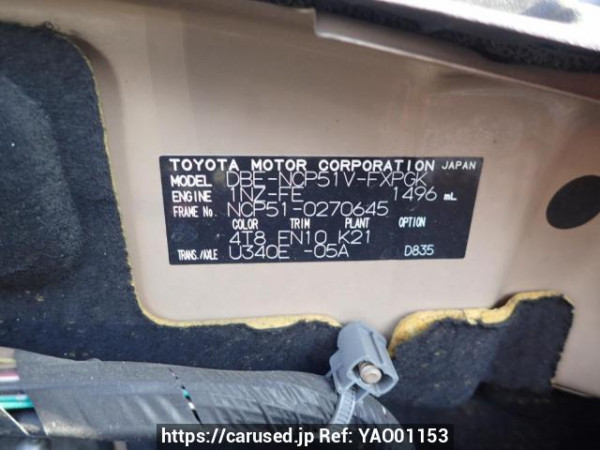 TOYOTA MOTOR CORPORATION JAPAN
MODEL DBE-NCP51V-FXPGK
ENGINE 1NZ-FE 1496 mL
FRAME NO. NCP51-0270645
COLOR TRIM PLANT OPTION
4T8 EN10 K21
TRANS./AXLE U340E -05A D835
https://carused.jp Ref: YAO01153